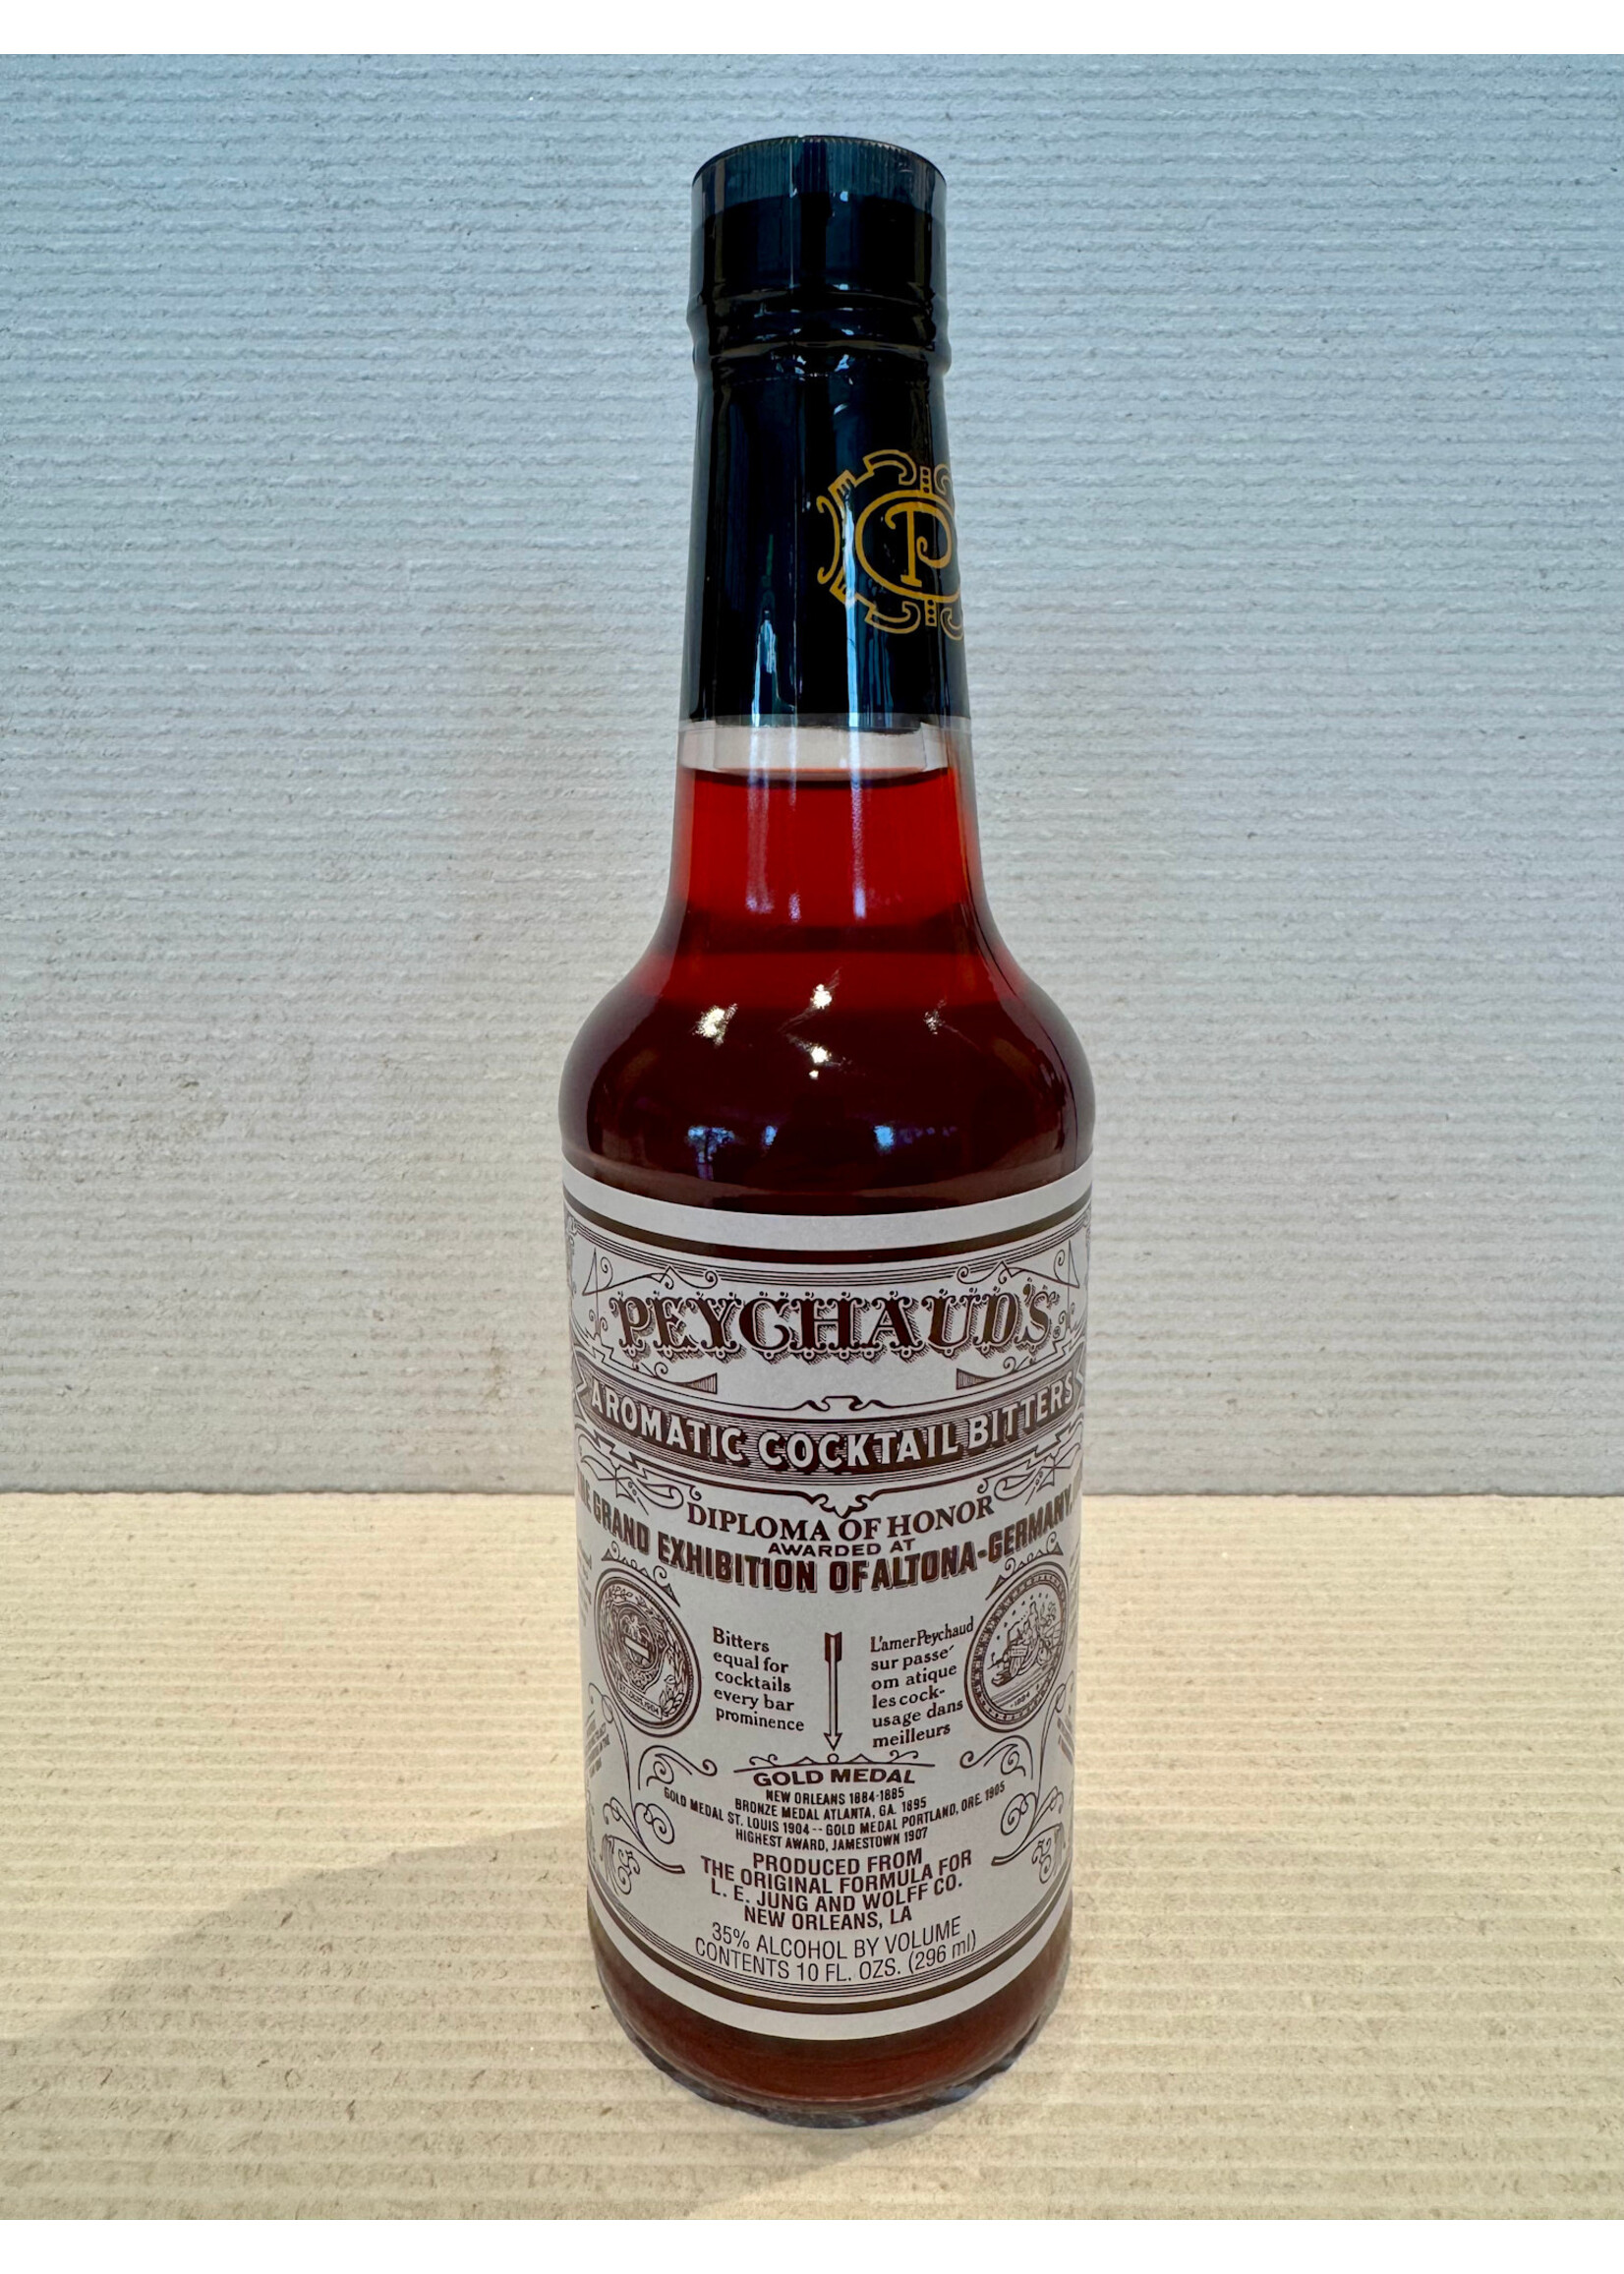 P
PEYCHAUD'S
AROMATIC COCKTAIL BITTERS
DIPLOMA OF HONOR
AWARDED AT
GRAND EXHIBITION OF ALTONA-GERMANY,
Bitters
equal for
cocktails
every bar
prominence
L'amer Peychaud
sur passe´
om atique
les cock-
usage dans
meilleurs
ST. LOUIS, 1904
1884
GOLD MEDAL
NEW ORLEANS 1884-1885
BRONZE MEDAL ATLANTA, GA. 1895
GOLD MEDAL ST. LOUIS 1904 -- GOLD MEDAL PORTLAND, ORE. 1905
HIGHEST AWARD, JAMESTOWN 1907
PRODUCED FROM
THE ORIGINAL FORMULA FOR
L. E. JUNG AND WOLFF CO.
NEW ORLEANS, LA
35% ALCOHOL BY VOLUME
CONTENTS 10 FL. OZS. (296 ml)